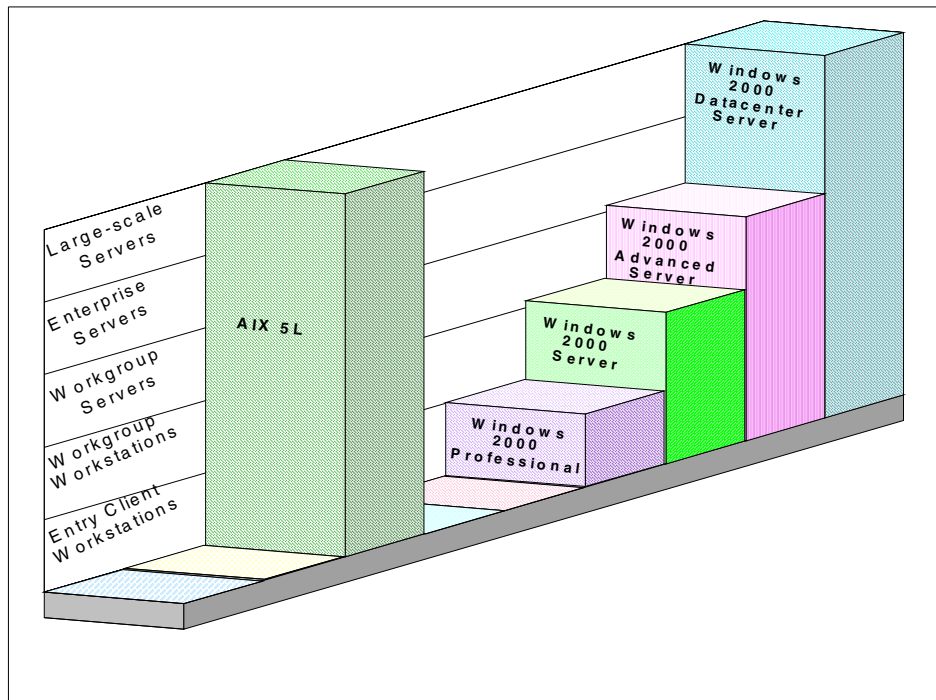 Large-scale
Servers
Enterprise
Servers
Workgroup
Servers
Workgroup
Workstations
Entry Client
Workstations
AIX 5L
Windows
2000
Professional
Windows
2000
Server
Windows
2000
Advanced
Server
Windows
2000
Datacenter
Server